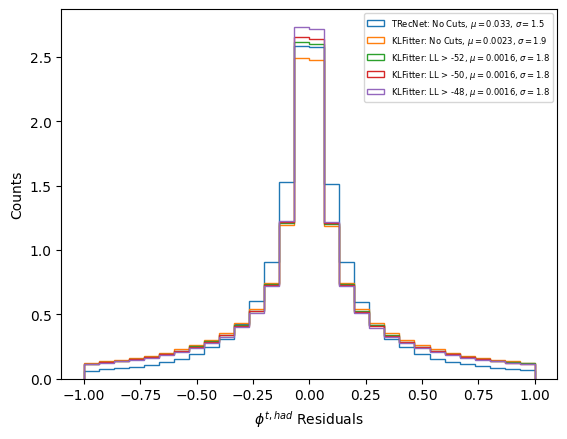 TRecNet: No Cuts, μ = 0.033, σ = 1.5
KLFitter: No Cuts, μ = 0.0023, σ = 1.9
KLFitter: LL > -52, μ = 0.0016, σ = 1.8
KLFitter: LL > -50, μ = 0.0016, σ = 1.8
KLFitter: LL > -48, μ = 0.0016, σ = 1.8
2.5
2.0
1.5
1.0
0.5
0.0
Counts
−1.00 −0.75 −0.50 −0.25 0.00 0.25 0.50 0.75 1.00
ϕ^{t, had} Residuals